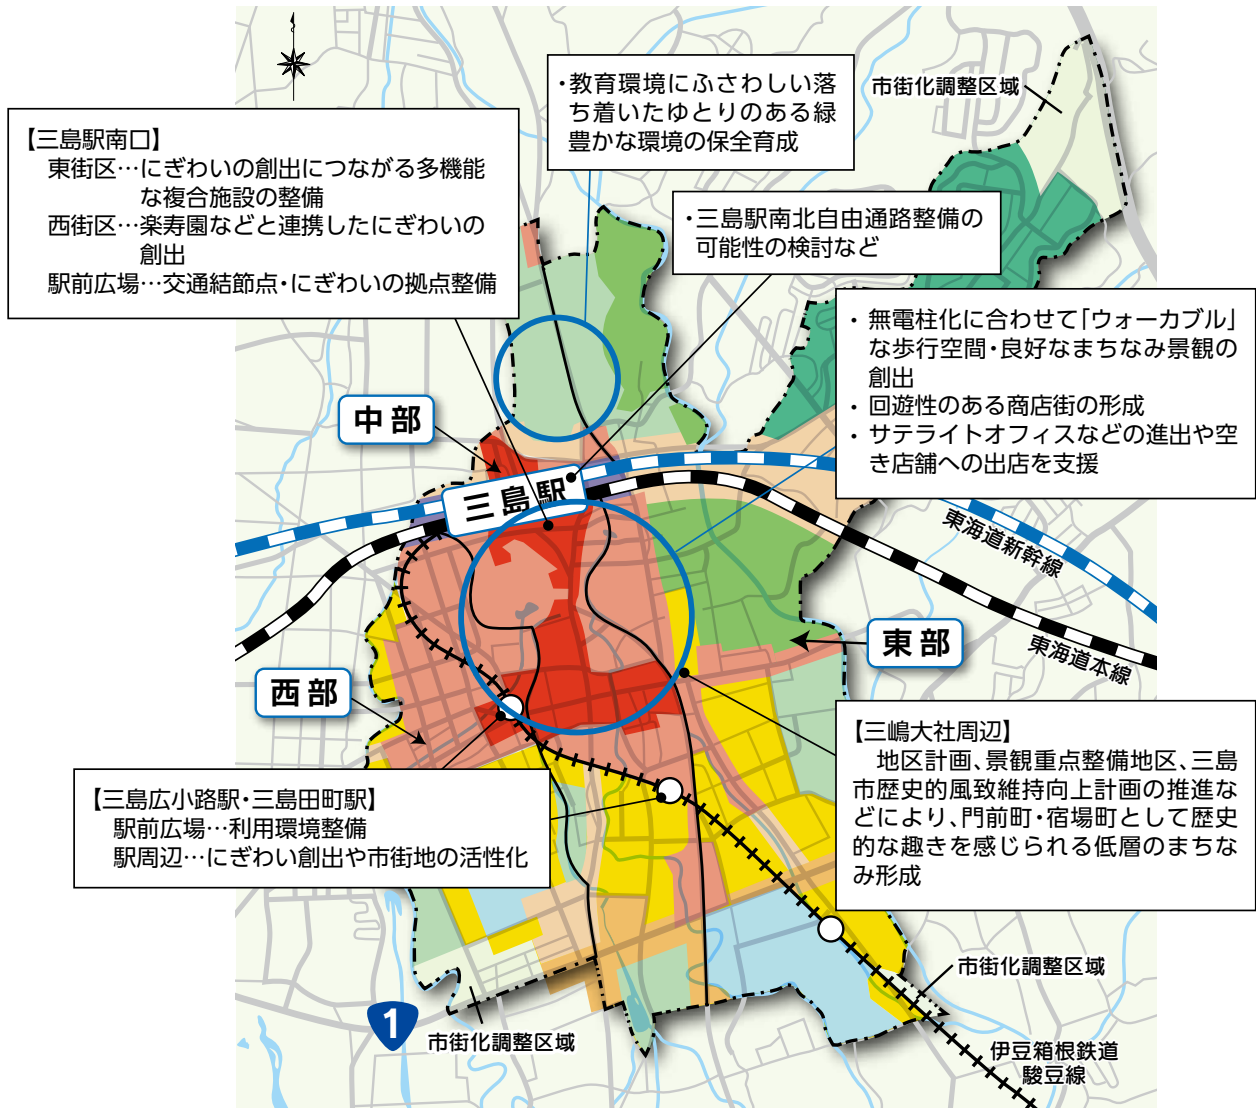 ・教育環境にふさわしい落
ち着いたゆとりのある緑
豊かな環境の保全育成
市街化調整区域
【三島駅南口】
東街区…にぎわいの創出につながる多機能
な複合施設の整備
西街区…楽寿園などと連携したにぎわいの
創出
駅前広場…交通結節点・にぎわいの拠点整備
・三島駅南北自由通路整備の
可能性の検討など
・無電柱化に合わせて「ウォーカブル」
な歩行空間・良好なまちなみ景観の
創出
・回遊性のある商店街の形成
・サテライトオフィスなどの進出や空
き店舗への出店を支援
中部
三島駅
東海道新幹線
東部
東海道本線
西部
【三嶋大社周辺】
地区計画、景観重点整備地区、三島
市歴史的風致維持向上計画の推進な
どにより、門前町・宿場町として歴史
的な趣きを感じられる低層のまちな
み形成
【三島広小路駅・三島田町駅】
駅前広場…利用環境整備
駅周辺…にぎわい創出や市街地の活性化
市街化調整区域
1
市街化調整区域
伊豆箱根鉄道
駿豆線